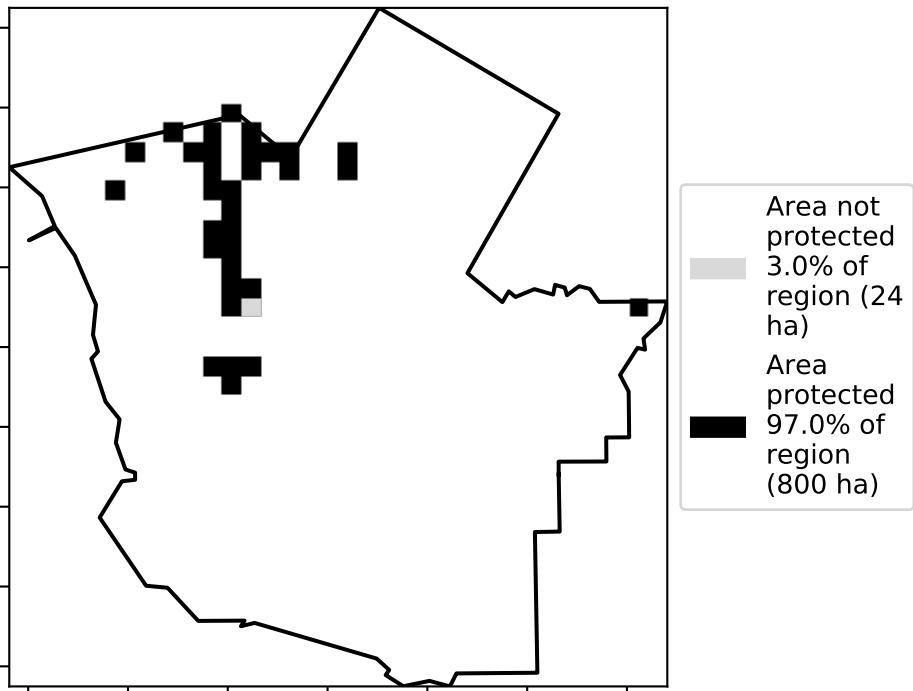 Area not
protected
3.0% of
region (24
ha)
Area
protected
97.0% of
region
(800 ha)